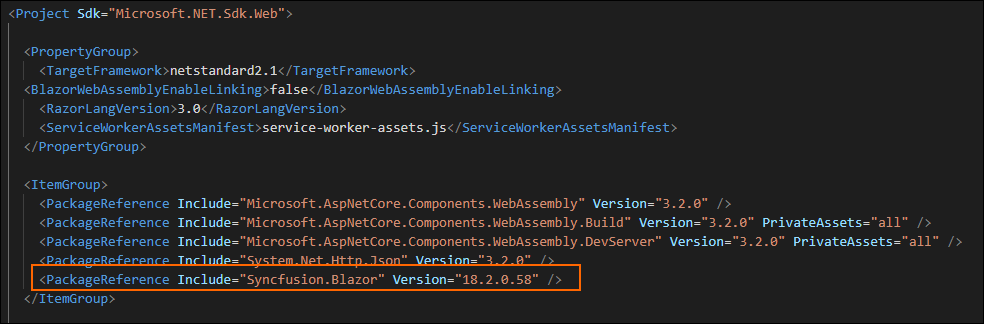 <Project Sdk="Microsoft.NET.Sdk.Web">
<PropertyGroup>
<TargetFramework>netstandard2.1</TargetFramework>
<BlazorWebAssemblyEnableLinking>false</BlazorWebAssemblyEnableLinking>
<RazorLangVersion>3.0</RazorLangVersion>
<ServiceWorkerAssetsManifest>service-worker-assets.js</ServiceWorkerAssetsManifest>
</PropertyGroup>
<ItemGroup>
<PackageReference Include="Microsoft.AspNetCore.Components.WebAssembly" Version="3.2.0" />
<PackageReference Include="Microsoft.AspNetCore.Components.WebAssembly.Build" Version="3.2.0" PrivateAssets="all" />
<PackageReference Include="Microsoft.AspNetCore.Components.WebAssembly.DevServer" Version="3.2.0" PrivateAssets="all" />
<PackageReference Include="System.Net.Http.Json" Version="3.2.0" />
<PackageReference Include="Syncfusion.Blazor" Version="18.2.0.58" />
</ItemGroup>